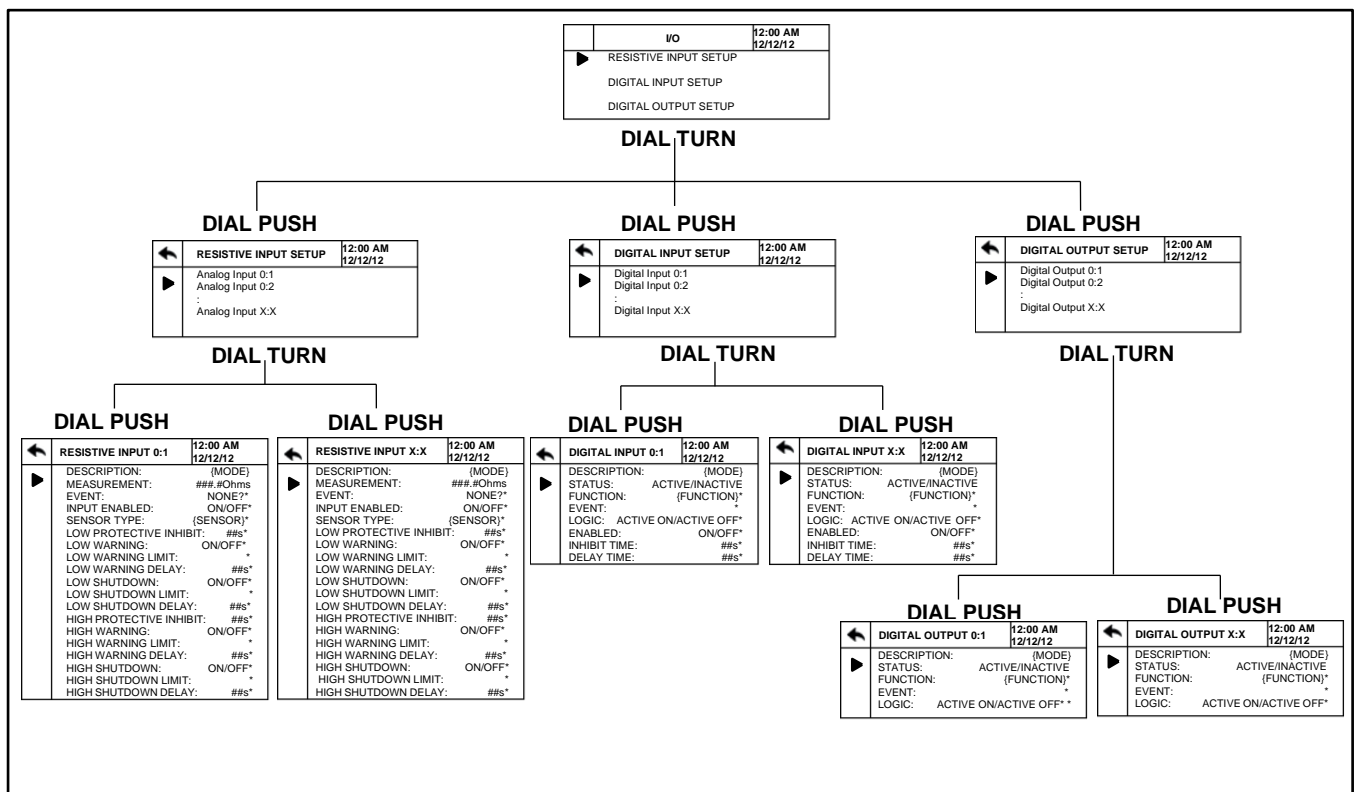 I/O 12:00 AM
12/12/12
RESISTIVE INPUT SETUP
DIGITAL INPUT SETUP
DIGITAL OUTPUT SETUP
DIAL TURN
DIAL PUSH
RESISTIVE INPUT SETUP 12:00 AM
12/12/12
Analog Input 0:1
Analog Input 0:2
:
Analog Input X:X
DIAL TURN
DIAL PUSH
DIGITAL INPUT SETUP 12:00 AM
12/12/12
Digital Input 0:1
Digital Input 0:2
:
Digital Input X:X
DIAL TURN
DIAL PUSH
DIGITAL OUTPUT SETUP 12:00 AM
12/12/12
Digital Output 0:1
Digital Output 0:2
:
Digital Output X:X
DIAL TURN
DIAL PUSH
RESISTIVE INPUT 0:1 12:00 AM
12/12/12
DESCRIPTION: {MODE}
MEASUREMENT: ###.#Ohms
EVENT: NONE?*
INPUT ENABLED: ON/OFF*
SENSOR TYPE: {SENSOR}*
LOW PROTECTIVE INHIBIT: ##s*
LOW WARNING: ON/OFF*
LOW WARNING LIMIT: *
LOW WARNING DELAY: ##s*
LOW SHUTDOWN: ON/OFF*
LOW SHUTDOWN LIMIT: *
LOW SHUTDOWN DELAY: ##s*
HIGH PROTECTIVE INHIBIT: ##s*
HIGH WARNING: ON/OFF*
HIGH WARNING LIMIT: *
HIGH WARNING DELAY: ##s*
HIGH SHUTDOWN: ON/OFF*
HIGH SHUTDOWN LIMIT: *
HIGH SHUTDOWN DELAY: ##s*
DIAL PUSH
RESISTIVE INPUT X:X 12:00 AM
12/12/12
DESCRIPTION: {MODE}
MEASUREMENT: ###.#Ohms
EVENT: NONE?*
INPUT ENABLED: ON/OFF*
SENSOR TYPE: {SENSOR}*
LOW PROTECTIVE INHIBIT: ##s*
LOW WARNING: ON/OFF*
LOW WARNING LIMIT: *
LOW WARNING DELAY: ##s*
LOW SHUTDOWN: ON/OFF*
LOW SHUTDOWN LIMIT: *
LOW SHUTDOWN DELAY: ##s*
HIGH PROTECTIVE INHIBIT: ##s*
HIGH WARNING: ON/OFF*
HIGH WARNING LIMIT: *
HIGH WARNING DELAY: ##s*
HIGH SHUTDOWN: ON/OFF*
HIGH SHUTDOWN LIMIT: *
HIGH SHUTDOWN DELAY: ##s*
DIAL PUSH
DIGITAL INPUT 0:1 12:00 AM
12/12/12
DESCRIPTION: {MODE}
STATUS: ACTIVE/INACTIVE
FUNCTION: {FUNCTION}*
EVENT: *
LOGIC: ACTIVE ON/ACTIVE OFF*
ENABLED: ON/OFF*
INHIBIT TIME: ##s*
DELAY TIME: ##s*
DIAL PUSH
DIGITAL INPUT X:X 12:00 AM
12/12/12
DESCRIPTION: {MODE}
STATUS: ACTIVE/INACTIVE
FUNCTION: {FUNCTION}*
EVENT: *
LOGIC: ACTIVE ON/ACTIVE OFF*
ENABLED: ON/OFF*
INHIBIT TIME: ##s*
DELAY TIME: ##s*
DIAL PUSH
DIGITAL OUTPUT 0:1 12:00 AM
12/12/12
DESCRIPTION: {MODE}
STATUS: ACTIVE/INACTIVE
FUNCTION: {FUNCTION}*
EVENT: *
LOGIC: ACTIVE ON/ACTIVE OFF* *
DIAL PUSH
DIGITAL OUTPUT X:X 12:00 AM
12/12/12
DESCRIPTION: {MODE}
STATUS: ACTIVE/INACTIVE
FUNCTION: {FUNCTION}*
EVENT: *
LOGIC: ACTIVE ON/ACTIVE OFF*